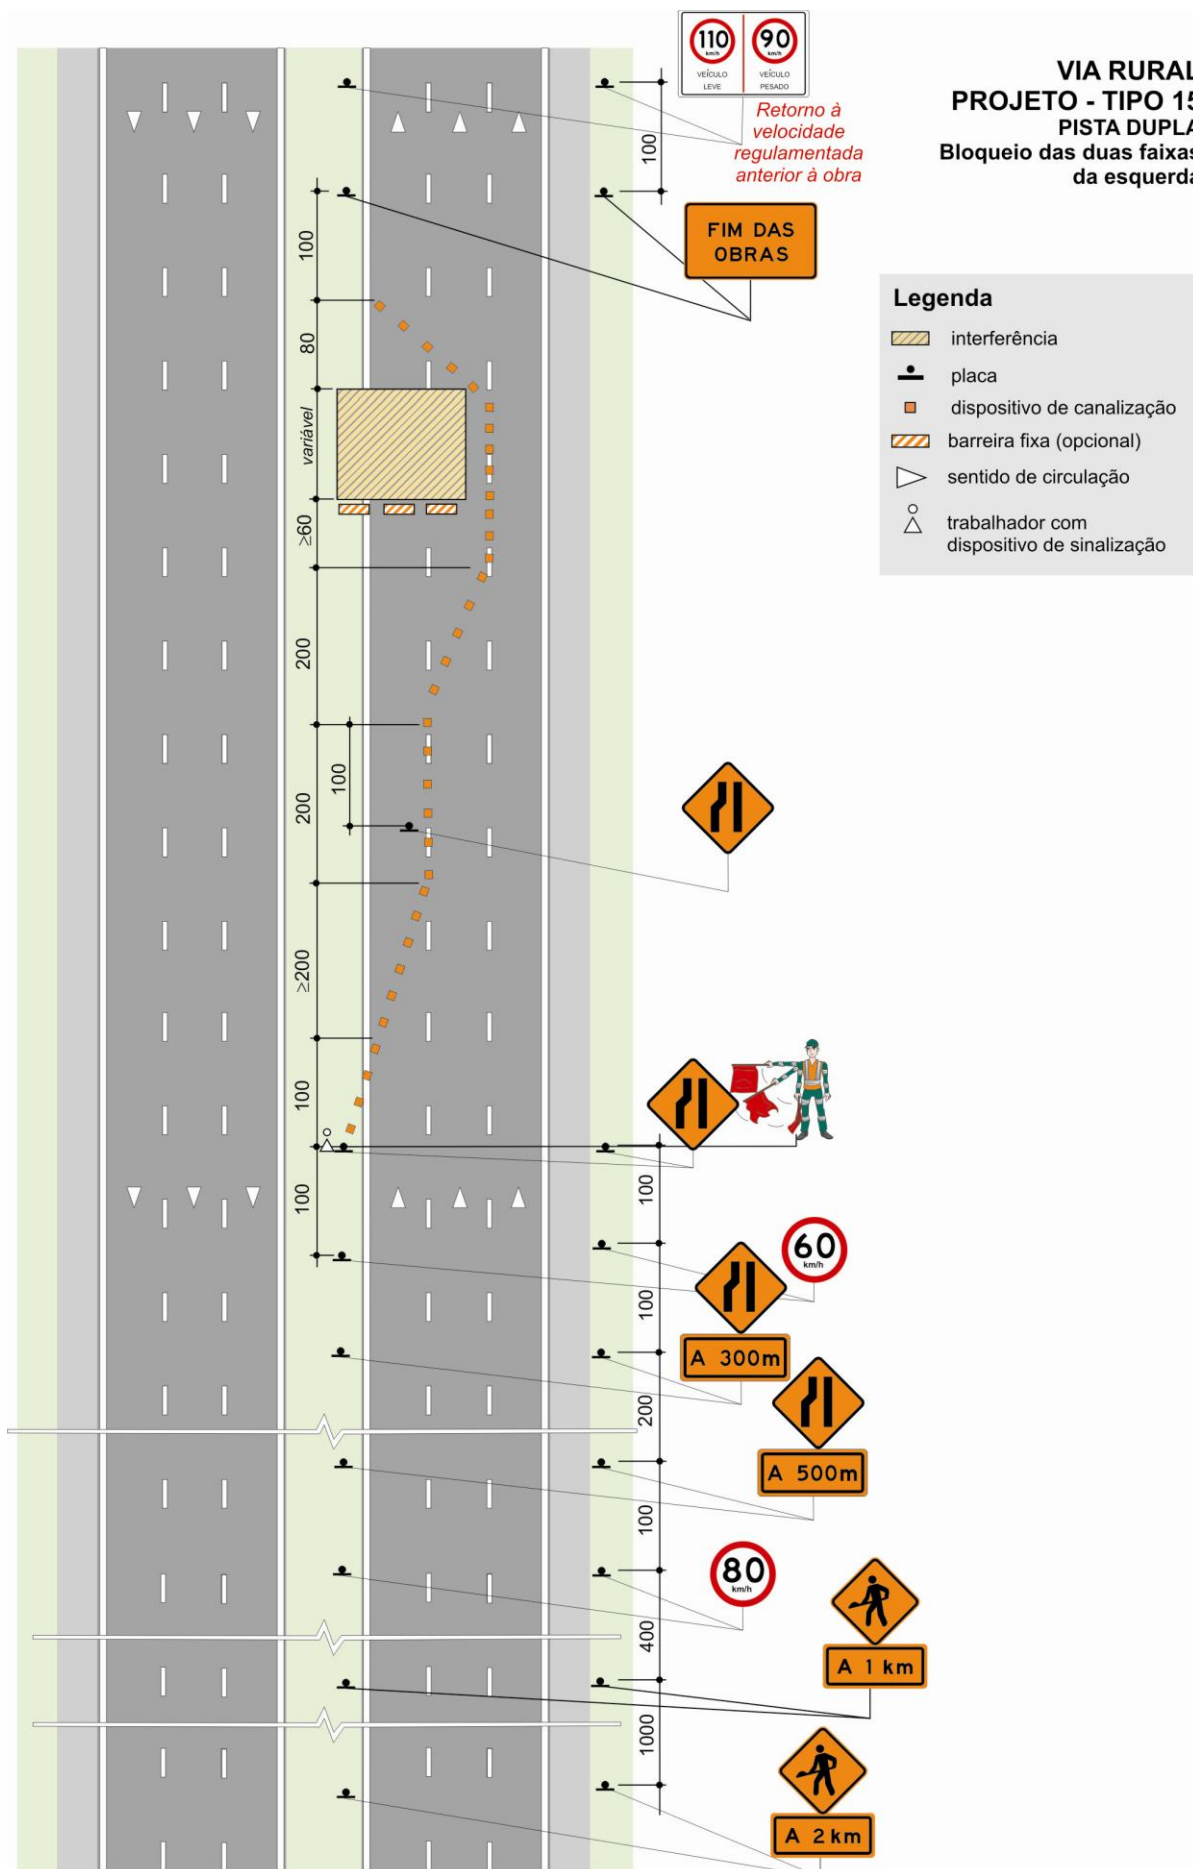 110
km/h
VEÍCULO
LEVE
90
km/h
VEÍCULO
PESADO
Retorno à
velocidade
regulamentada
anterior à obra
VIA RURAL
PROJETO - TIPO 15
PISTA DUPLA
Bloqueio das duas faixas
da esquerda
100
FIM DAS
OBRAS
Legenda
interferência
placa
dispositivo de canalização
barreira fixa (opcional)
sentido de circulação
trabalhador com
dispositivo de sinalização
100
80
variável
≥60
200
100
200
≥200
100
100
100
60
km/h
100
A 300m
200
A 500m
100
80
km/h
400
A 1 km
1000
A 2 km